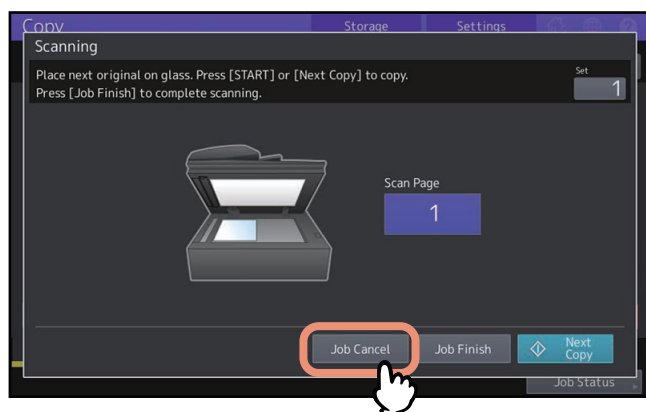 Copy
Storage
Settings
Scanning
Place next original on glass. Press [START] or [Next Copy] to copy.
Press [Job Finish] to complete scanning.
Set
1
Scan Page
1
Job Cancel
Job Finish
Next
Copy
Job Status